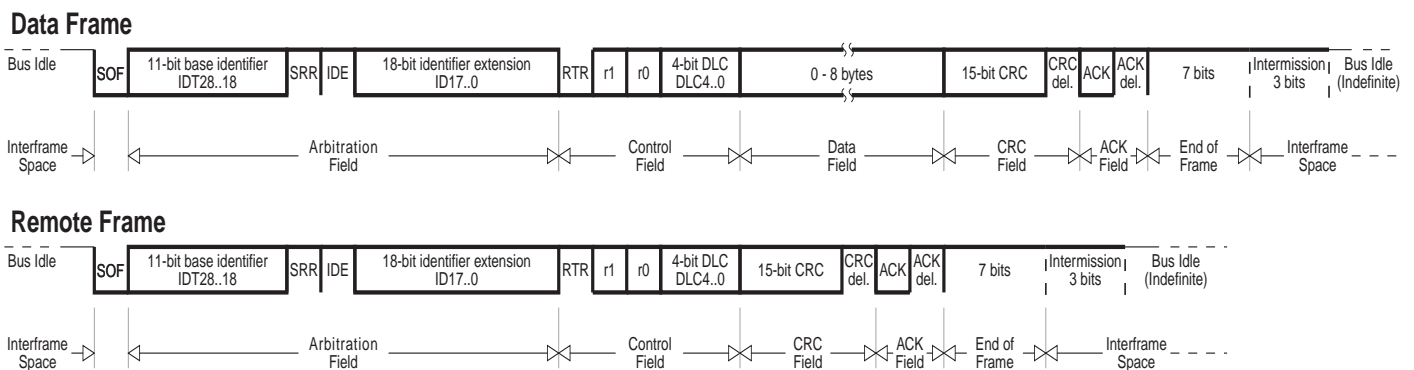 Data Frame
Bus Idle
SOF
11-bit base identifier
IDT28..18
SRR
IDE
18-bit identifier extension
ID17..0
RTR
r1
r0
4-bit DLC
DLC4..0
0 - 8 bytes
15-bit CRC
CRC
del.
ACK
ACK
del.
7 bits
Intermission
3 bits
Bus Idle
(Indefinite)
Interframe
Space
Arbitration
Field
Control
Field
Data
Field
CRC
Field
ACK
Field
End of
Frame
Interframe
Space
Remote Frame
Bus Idle
SOF
11-bit base identifier
IDT28..18
SRR
IDE
18-bit identifier extension
ID17..0
RTR
r1
r0
4-bit DLC
DLC4..0
15-bit CRC
CRC
del.
ACK
ACK
del.
7 bits
Intermission
3 bits
Bus Idle
(Indefinite)
Interframe
Space
Arbitration
Field
Control
Field
CRC
Field
ACK
Field
End of
Frame
Interframe
Space